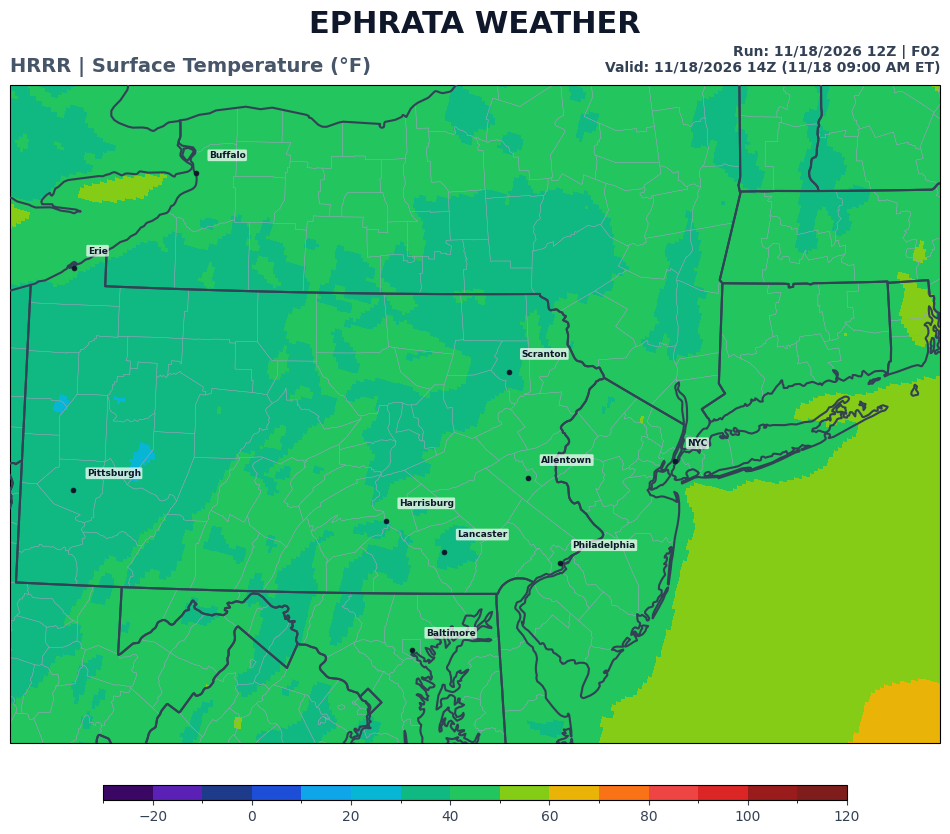 EPHRATA WEATHER
Run: 11/18/2026 12Z | F02
HRRR | Surface Temperature (°F)
Valid: 11/18/2026 14Z (11/18 09:00 AM ET)
Buffalo
Erie
Scranton
NYC
Allentown
Pittsburgh
Harrisburg
Lancaster
Philadelphia
Baltimore
−20 0 20 40 60 80 100 120